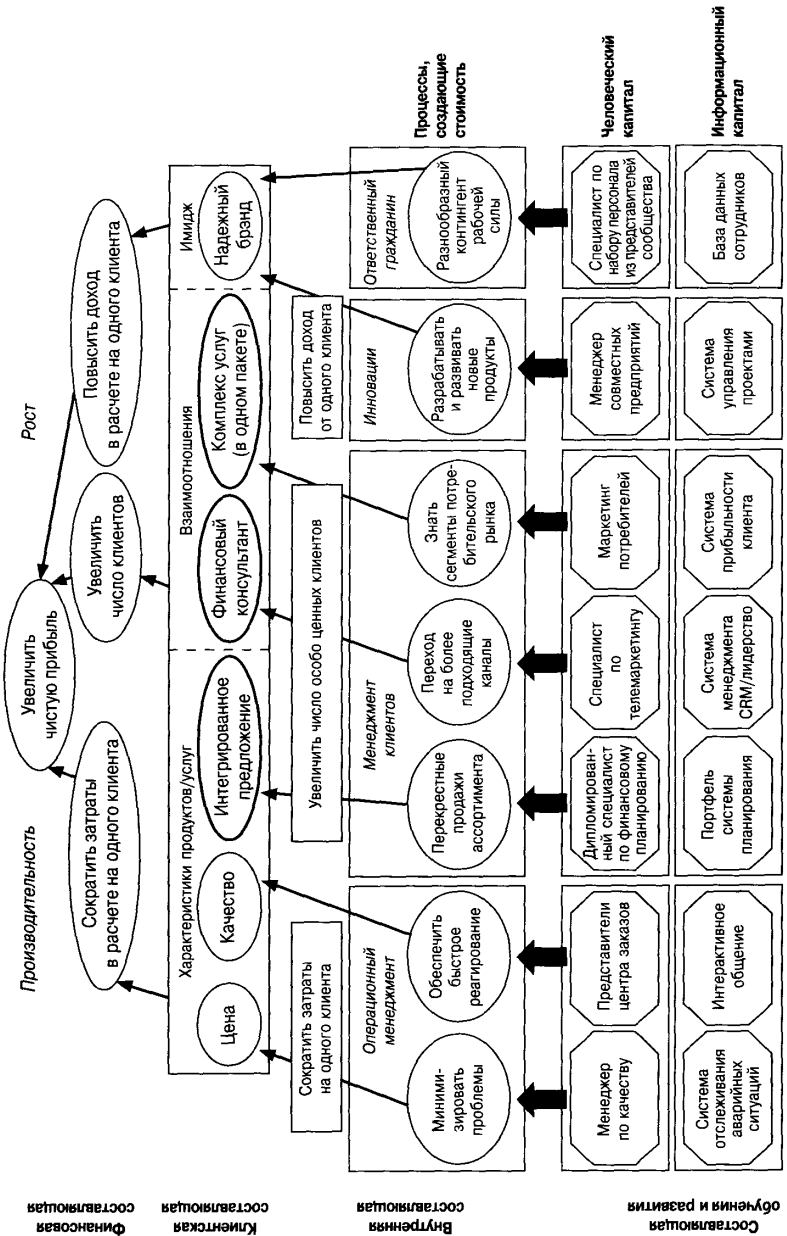 Производительность
Рост
Увеличить
чистую прибыль
Сократить затраты
в расчете на одного клиента
Увеличить
число клиентов
Повысить доход
в расчете на одного клиента
Финансовая
составляющая
Характеристики продуктов/услуг
Взаимоотношения
Имидж
Цена
Качество
Интегрированное
предложение
Финансовый
консультант
Комплекс услуг
(в одном пакете)
Надежный
брэнд
Клиентская
составляющая
Сократить затраты
на одного клиента
Увеличить число особо ценных клиентов
Повысить доход
от одного клиента
Процессы,
создающие
стоимость
Операционный
менеджмент
Менеджмент
клиентов
Инновации
Ответственный
гражданин
Миними-
зировать
проблемы
Обеспечить
быстрое
реагирование
Перекрестные
продажи
ассортимента
Переход
на более
подходящие
каналы
Знать
сегменты потре-
бительского
рынка
Разрабатывать
и развивать
новые
продукты
Разнообразный
контингент
рабочей
силы
Внутренняя
составляющая
Менеджер
по качеству
Представители
центра заказов
Дипломирован-
ный специалист
по финансовому
планированию
Специалист
по
телемаркетингу
Маркетинг
потребителей
Менеджер
совместных
предприятий
Специалист по
набору персонала
из представителей
сообщества
Человеческий
капитал
Система
отслеживания
аварийных
ситуаций
Интерактивное
общение
Портфель
системы
планирования
Система
менеджмента
CRM/лидерство
Система
прибыльности
клиента
Система
управления
проектами
База данных
сотрудников
Информационный
капитал
Составляющая
обучения и развития